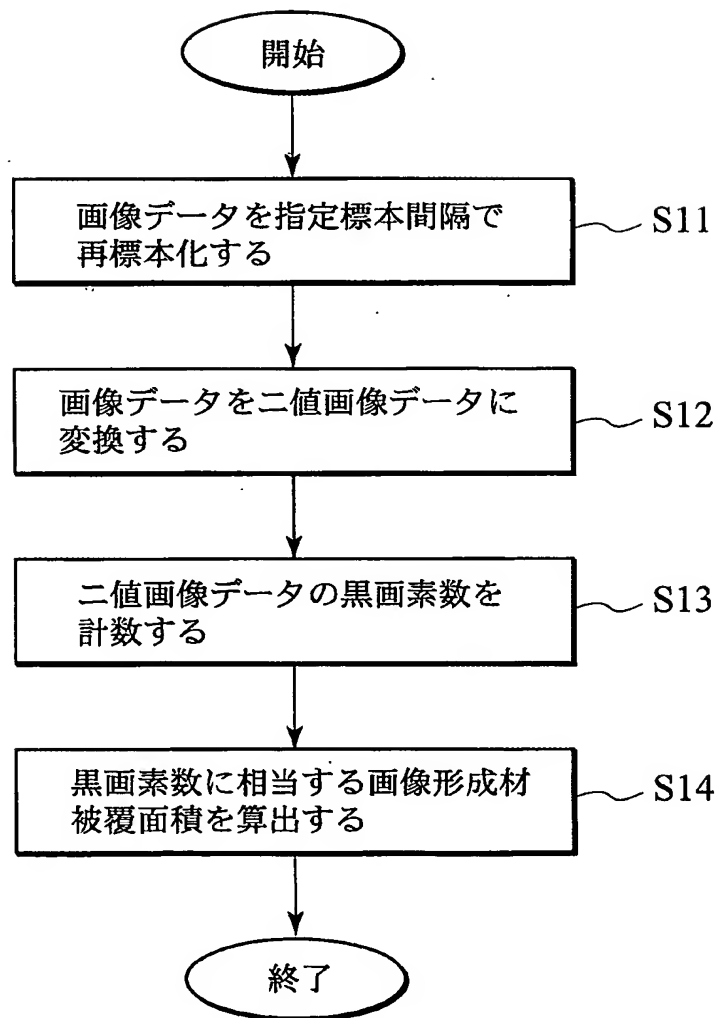 開始
画像データを指定標本間隔で
再標本化する
S11
画像データを二値画像データに
変換する
S12
二値画像データの黒画素数を
計数する
S13
黒画素数に相当する画像形成材
被覆面積を算出する
S14
終了